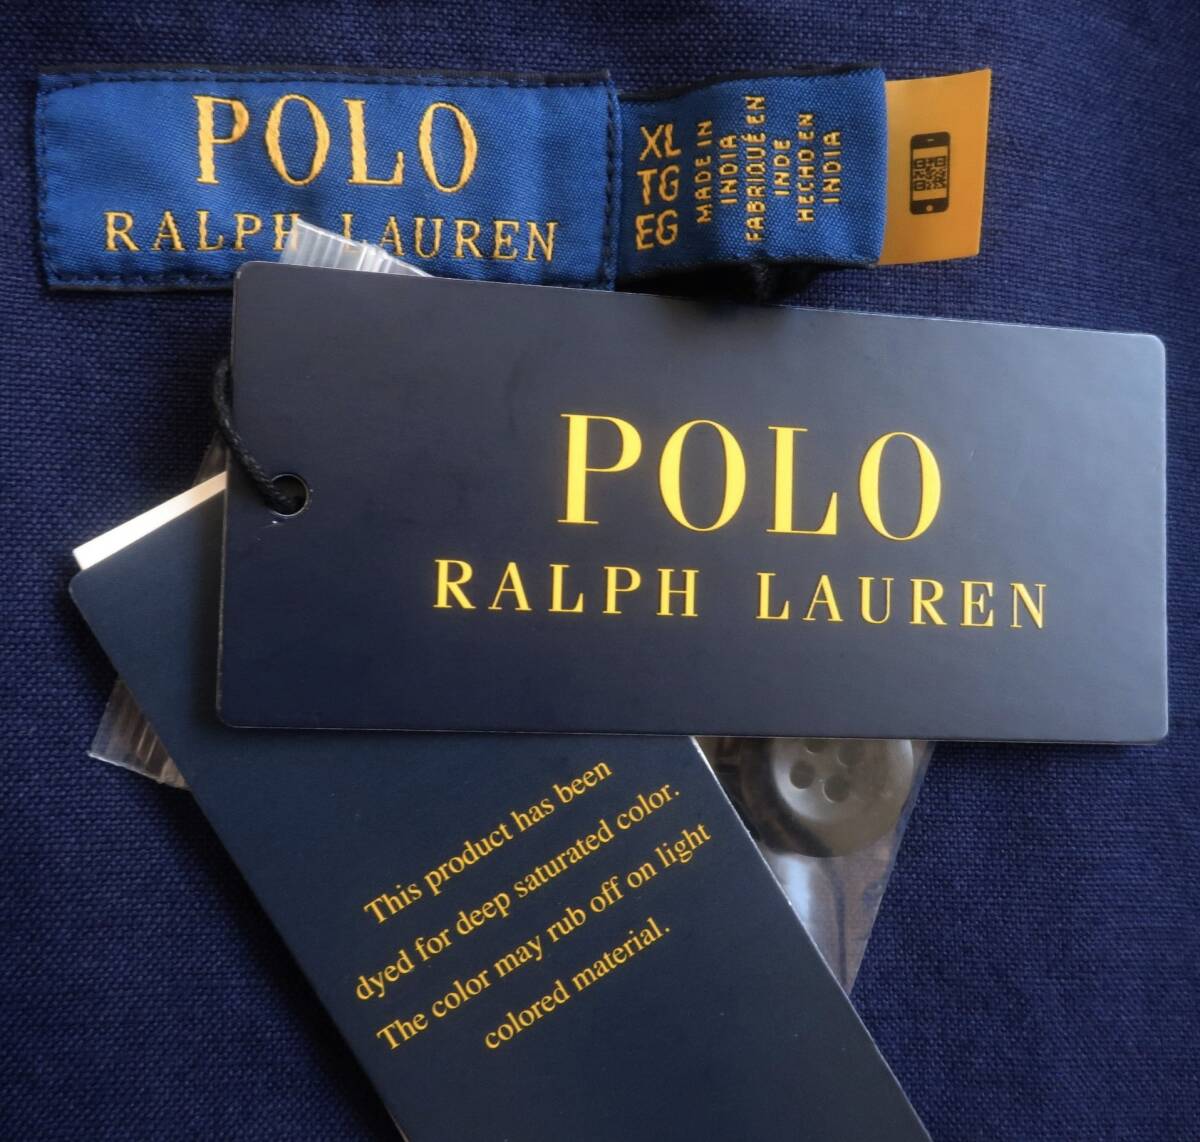 POLO
RALPH LAUREN
XL
TG
EG
MADE IN
INDIA
FABRIQUÉ EN
INDE
HECHO EN
INDIA
POLO
RALPH LAUREN
This product has been
dyed for deep saturated color.
The color may rub off on light
colored material.